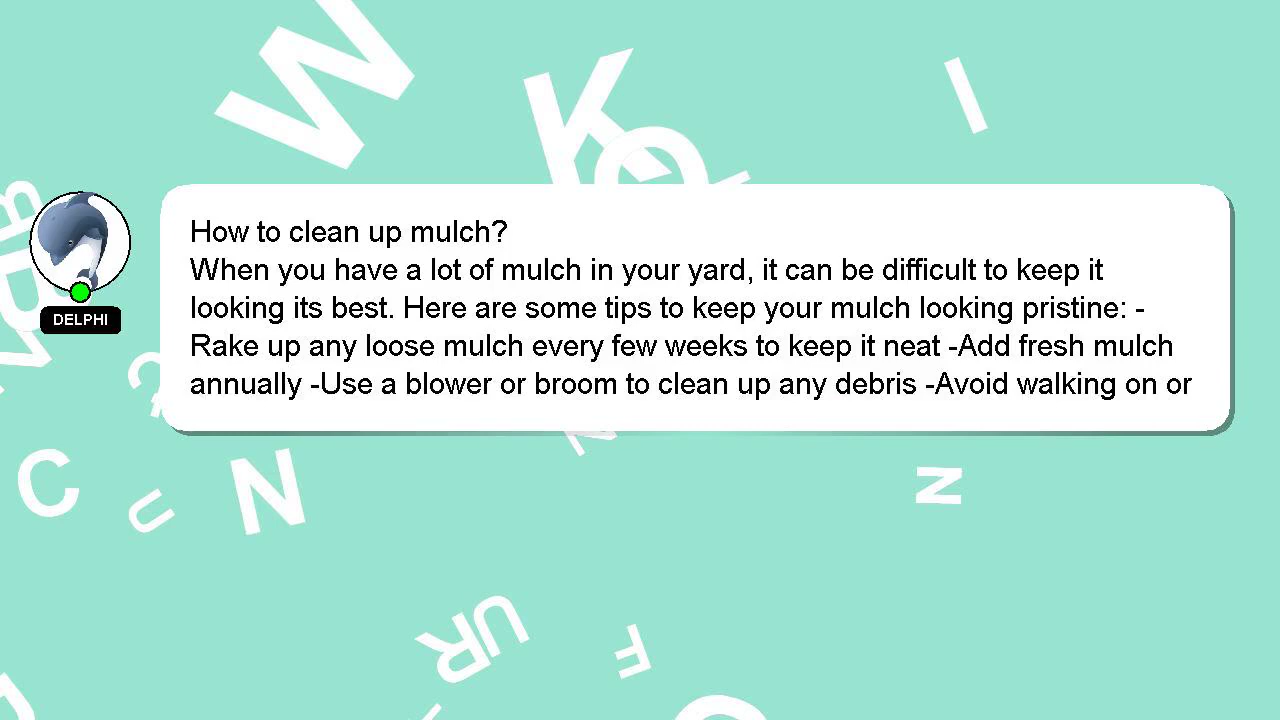 How to clean up mulch?
When you have a lot of mulch in your yard, it can be difficult to keep it
looking its best. Here are some tips to keep your mulch looking pristine: -
Rake up any loose mulch every few weeks to keep it neat -Add fresh mulch
annually -Use a blower or broom to clean up any debris -Avoid walking on or
DELPHI
W
K
I
C
U
N
N
UR
F